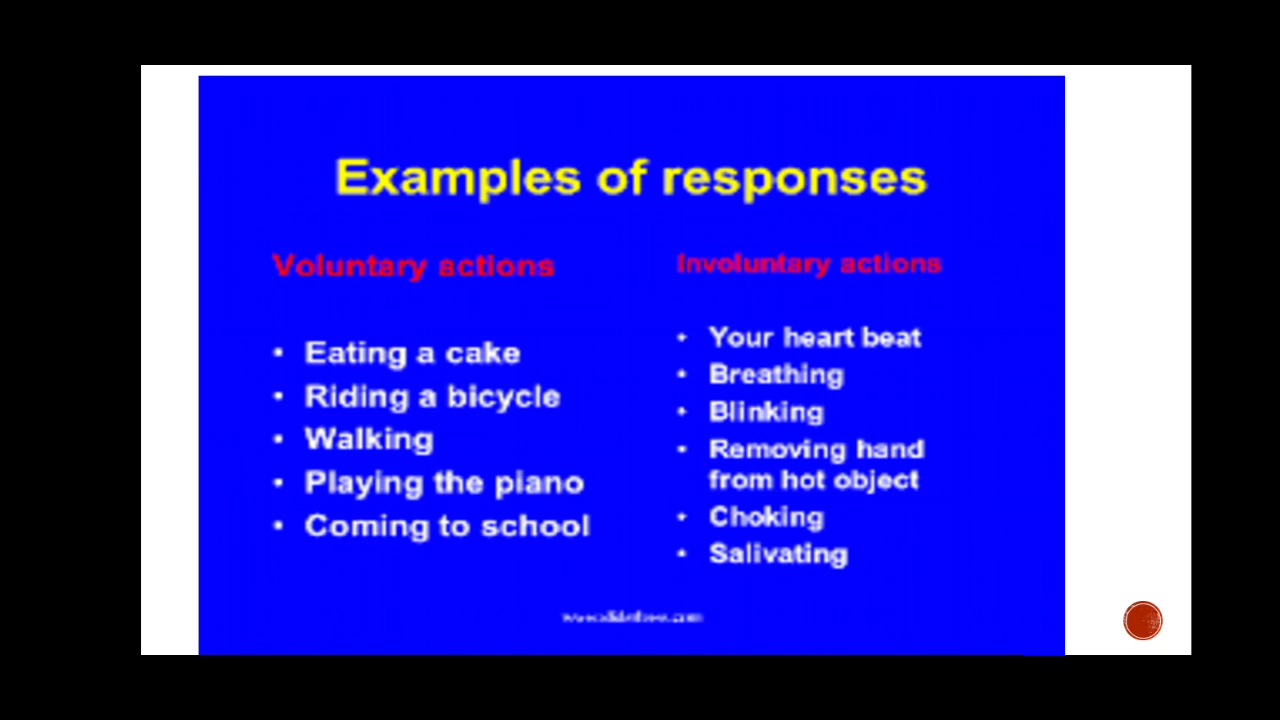 Examples of responses
Voluntary actions
• Eating a cake
• Riding a bicycle
• Walking
• Playing the piano
• Coming to school
Involuntary actions
• Your heart beat
• Breathing
• Blinking
• Removing hand
from hot object
• Choking
• Salivating